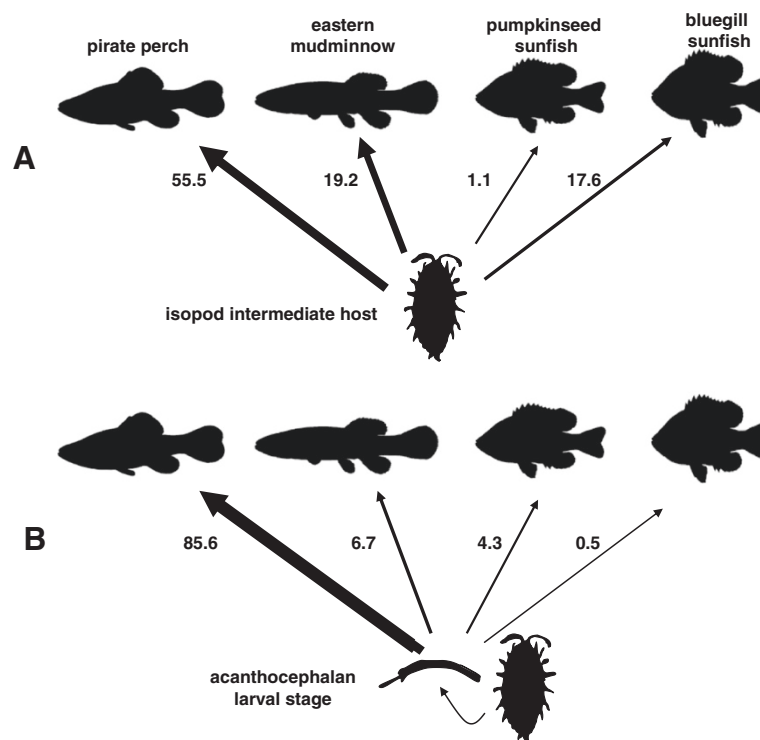 pirate perch
eastern
mudminnow
pumpkinseed
sunfish
bluegill
sunfish
A
55.5
19.2
1.1
17.6
isopod intermediate host
B
85.6
6.7
4.3
0.5
acanthocephalan
larval stage